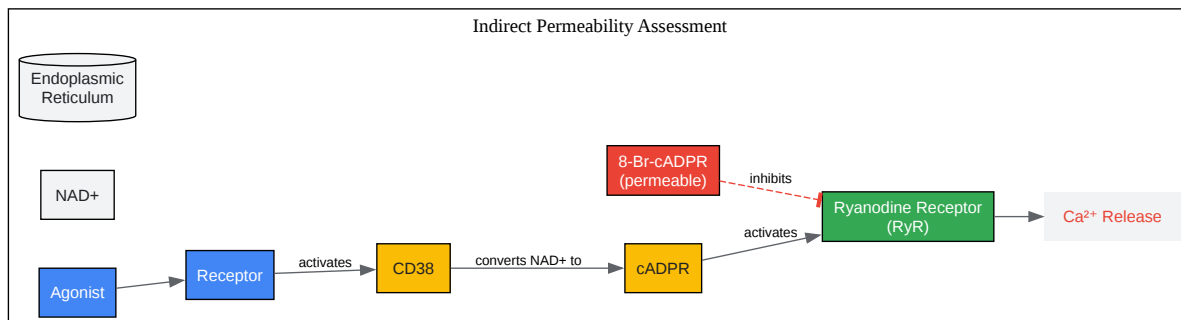 Indirect Permeability Assessment
Endoplasmic
Reticulum
NAD+
8-Br-cADPR
(permeable)
inhibits
Ryanodine Receptor
(RyR)
Ca²⁺ Release
activates
Agonist
Receptor
activates
CD38
converts NAD+ to
cADPR